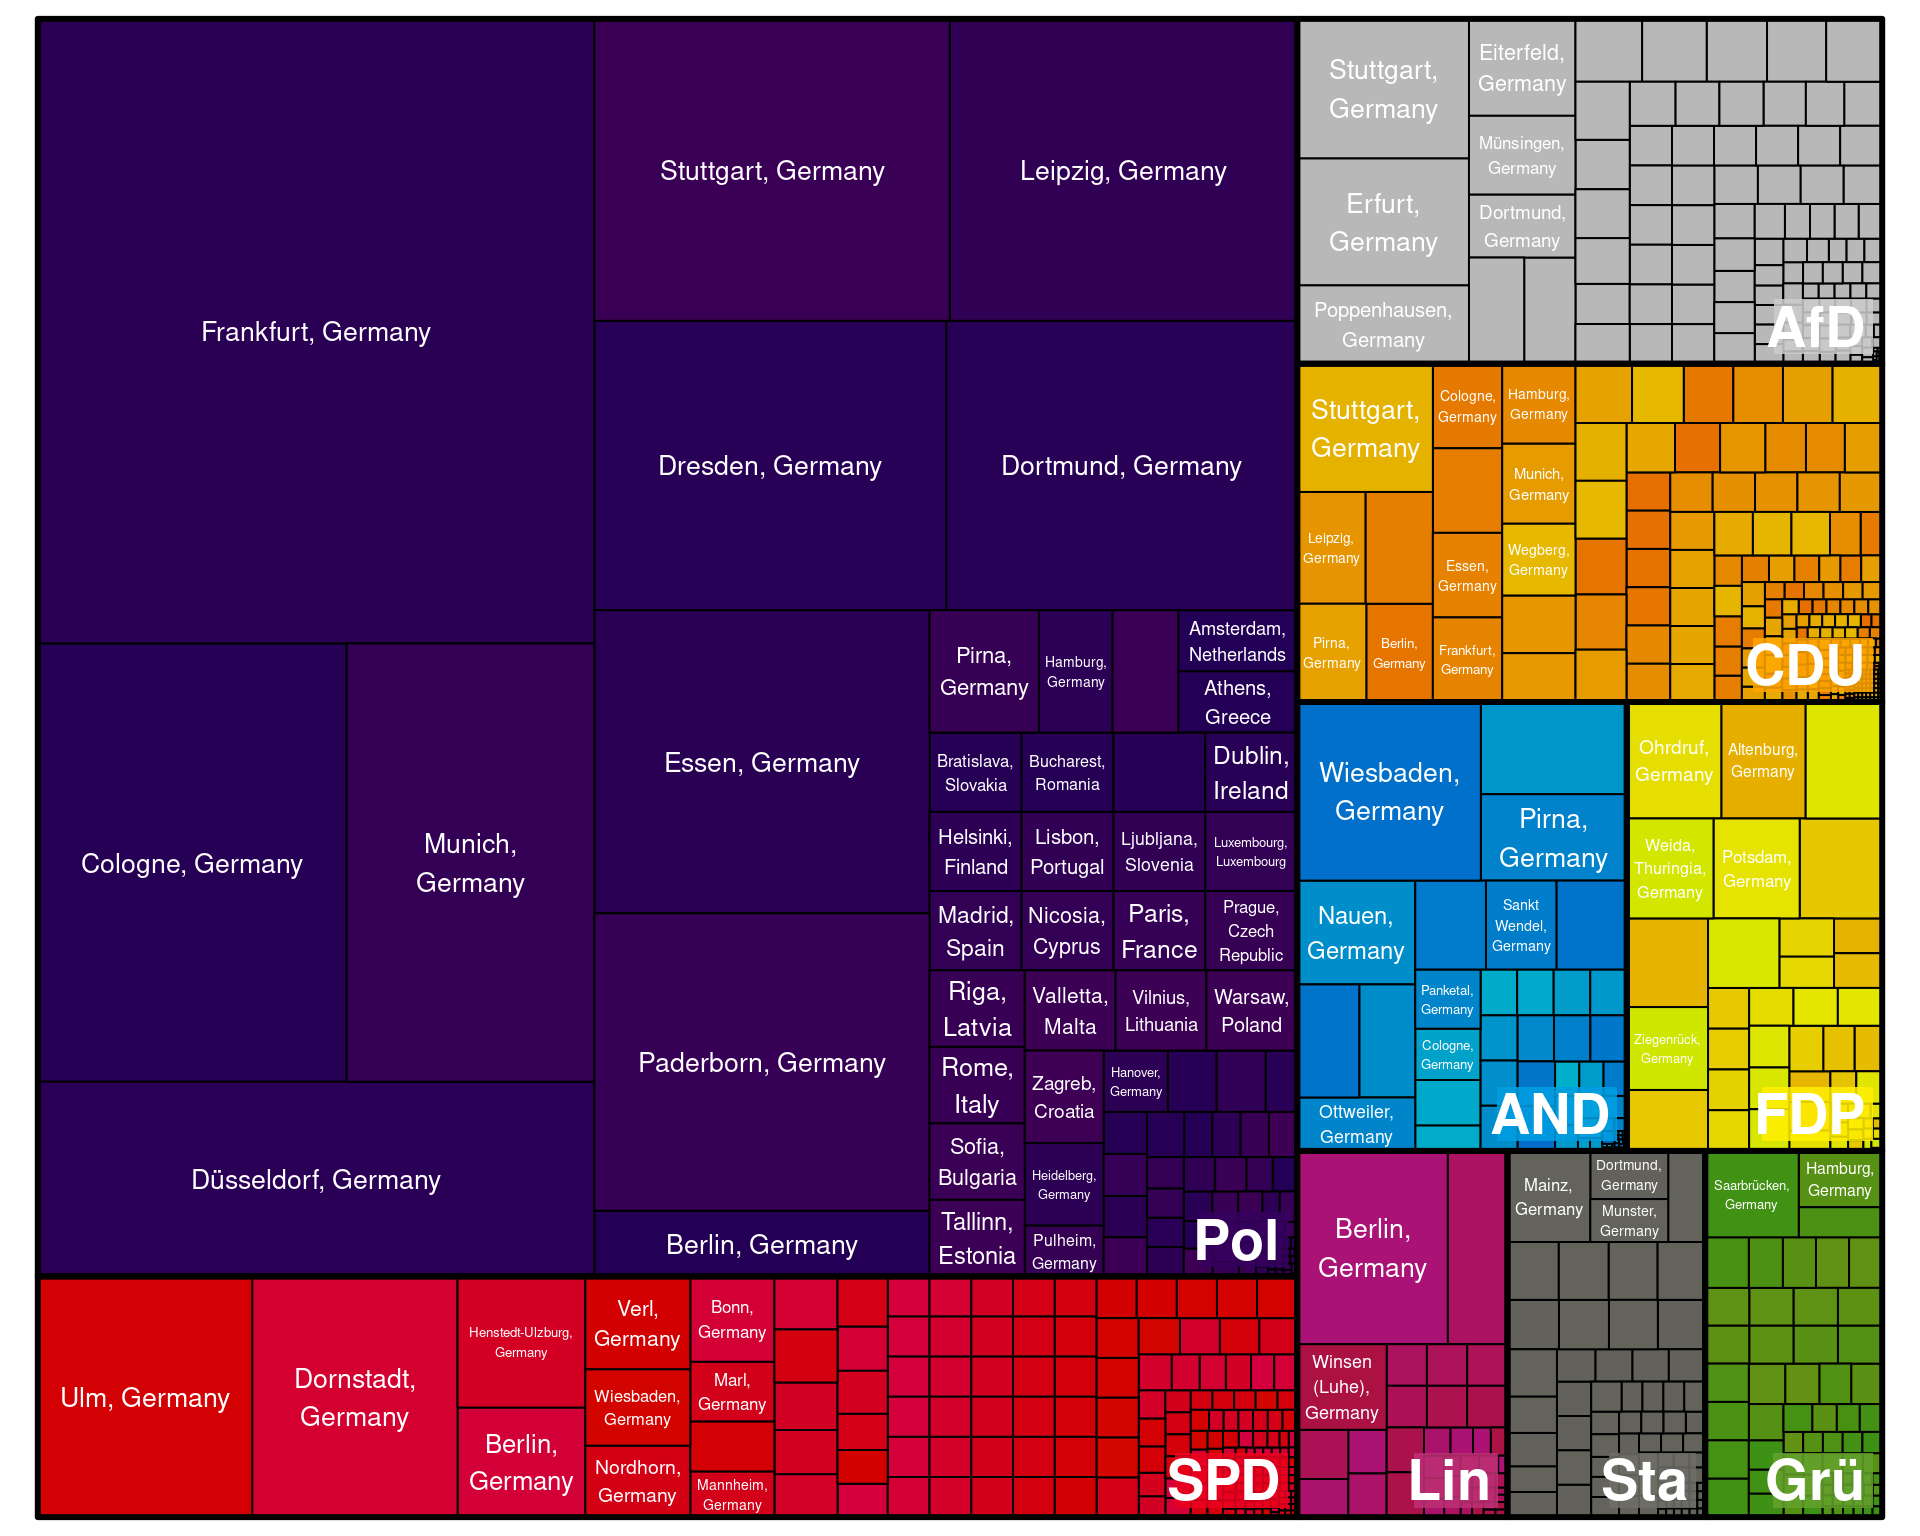 Frankfurt, Germany
Stuttgart, Germany
Leipzig, Germany
Dresden, Germany
Dortmund, Germany
Cologne, Germany
Munich,
Germany
Düsseldorf, Germany
Essen, Germany
Paderborn, Germany
Berlin, Germany
Pirna,
Germany
Hamburg,
Germany
Amsterdam,
Netherlands
Athens,
Greece
Bratislava,
Slovakia
Bucharest,
Romania
Dublin,
Ireland
Helsinki,
Finland
Lisbon,
Portugal
Ljubljana,
Slovenia
Luxembourg,
Luxembourg
Madrid,
Spain
Nicosia,
Cyprus
Paris,
France
Prague,
Czech
Republic
Riga,
Latvia
Valletta,
Malta
Vilnius,
Lithuania
Warsaw,
Poland
Rome,
Italy
Zagreb,
Croatia
Hanover,
Germany
Sofia,
Bulgaria
Heidelberg,
Germany
Tallinn,
Estonia
Pulheim,
Germany
Pol
Ulm, Germany
Dornstadt,
Germany
Henstedt-Ulzburg,
Germany
Berlin,
Germany
Verl,
Germany
Wiesbaden,
Germany
Nordhorn,
Germany
Bonn,
Germany
Marl,
Germany
Mannheim,
Germany
SPD
Stuttgart,
Germany
Eiterfeld,
Germany
Münsingen,
Germany
Erfurt,
Germany
Dortmund,
Germany
Poppenhausen,
Germany
AfD
Stuttgart,
Germany
Cologne,
Germany
Hamburg,
Germany
Munich,
Germany
Leipzig,
Germany
Essen,
Germany
Wegberg,
Germany
Pirna,
Germany
Berlin,
Germany
Frankfurt,
Germany
CDU
Wiesbaden,
Germany
Pirna,
Germany
Nauen,
Germany
Sankt
Wendel,
Germany
Panketal,
Germany
Cologne,
Germany
Ottweiler,
Germany
AND
Ohrdruf,
Germany
Altenburg,
Germany
Weida,
Thuringia,
Germany
Potsdam,
Germany
Ziegenrück,
Germany
FDP
Berlin,
Germany
Winsen
(Luhe),
Germany
Lin
Mainz,
Germany
Dortmund,
Germany
Munster,
Germany
Sta
Saarbrücken,
Germany
Hamburg,
Germany
Grü